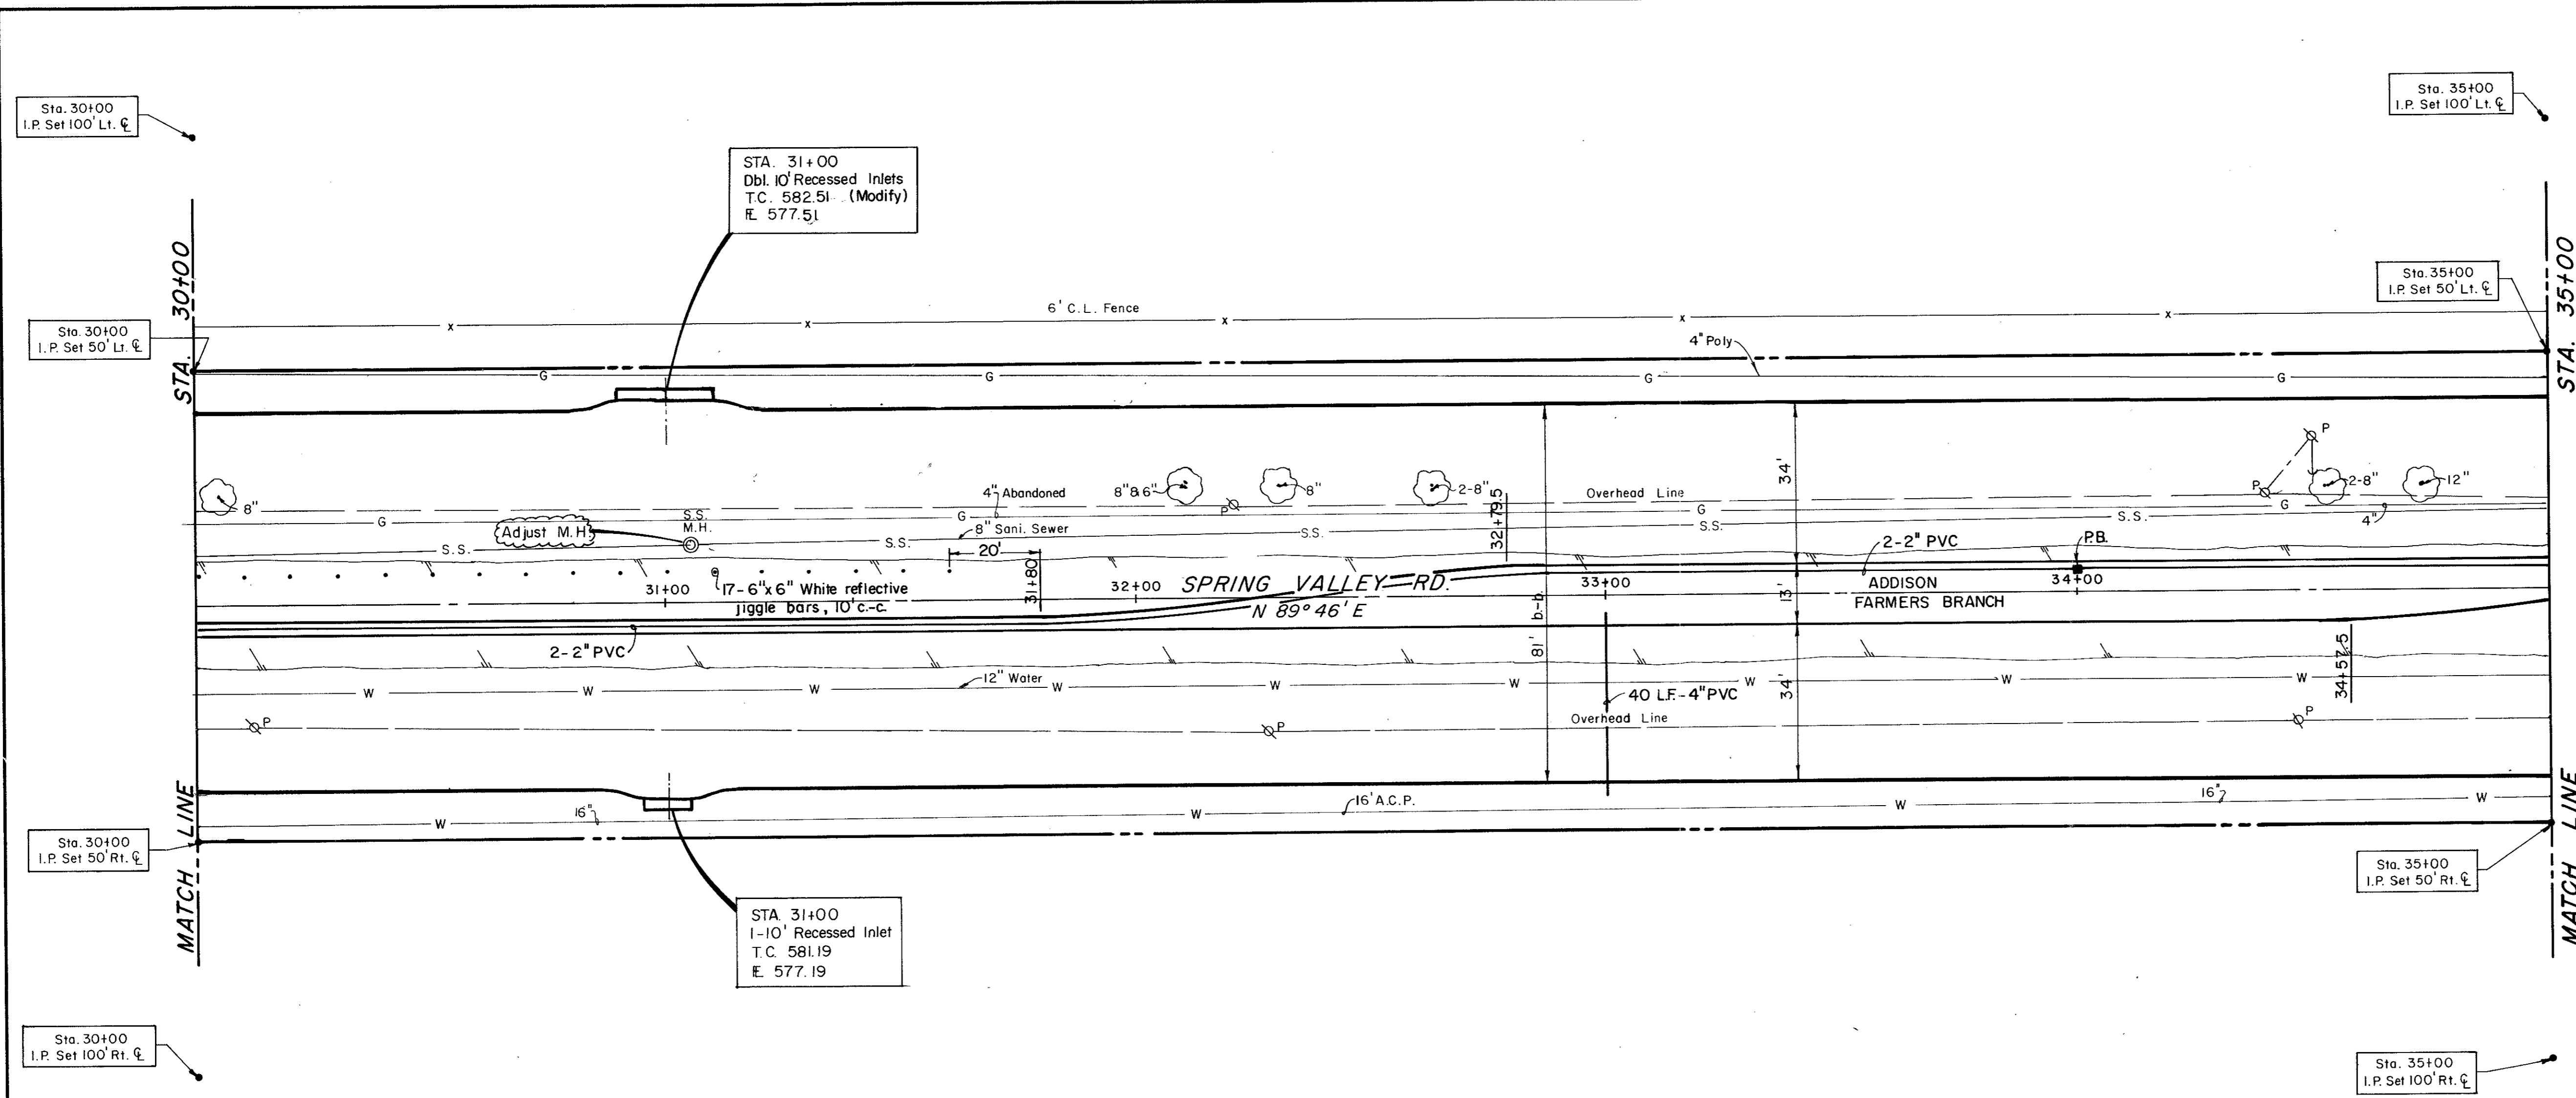 Sta. 30+00
I.P. Set 100' Lt. ℄
Sta. 35+00
I.P. Set 100' Lt. ℄
STA. 31+00
Dbl. 10' Recessed Inlets
T.C. 582.51 (Modify)
FL 577.51
STA. 30+00
STA. 35+00
Sta. 35+00
I.P. Set 50' Lt. ℄
Sta. 30+00
I.P. Set 50' Lt. ℄
6' C.L. Fence
x x x x x
4" Poly
G G G G
34'
P
8"
4" Abandoned
8"&6"
8"
2-8"
Overhead Line
P
2-8"
12"
P
G G G G
4"
S.S.
M.H.
Adjust M.H.
8" Sani. Sewer
S.S. S.S. S.S. S.S. S.S.
32+79.5
20'
2-2" PVC
P.B.
31+80
31+00
17-6"x6" White reflective
jiggle bars, 10' c.-c.
32+00
SPRING VALLEY RD.
N 89°46' E
33+00
13'
ADDISON
FARMERS BRANCH
34+00
81' b.-b.
2-2" PVC
34+57.5
12" Water
W W W W W W W W W
34'
40 L.F.-4" PVC
Overhead Line
P P P
16"
16' A.C.P.
16"
W W W W
MATCH LINE
MATCH LINE
Sta. 30+00
I.P. Set 50' Rt. ℄
Sta. 35+00
I.P. Set 50' Rt. ℄
STA. 31+00
1-10' Recessed Inlet
T.C. 581.19
FL 577.19
Sta. 30+00
I.P. Set 100' Rt. ℄
Sta. 35+00
I.P. Set 100' Rt. ℄